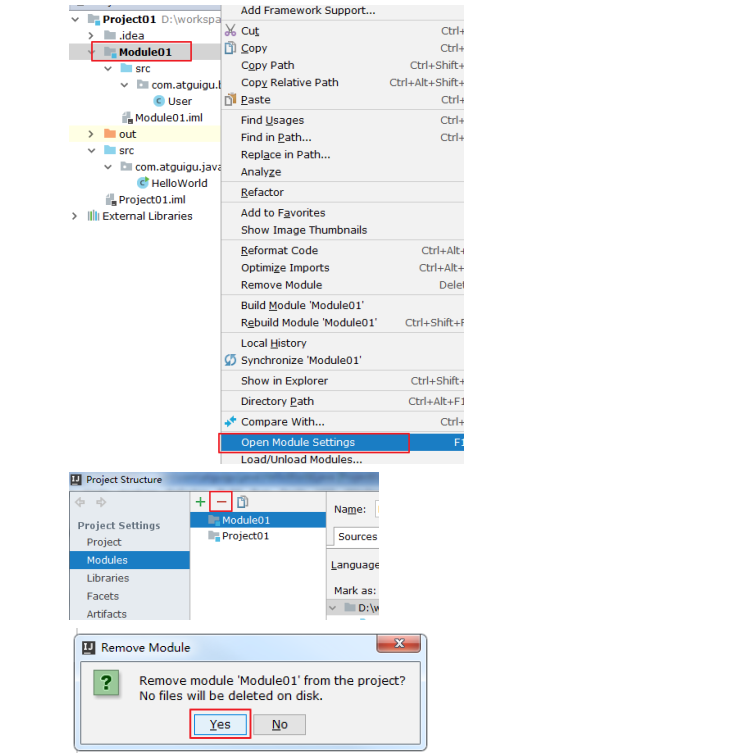 Add Framework Support...
Project01 D:\workspa
.idea
Module01
src
com.atguigu.b
User
Module01.iml
out
src
com.atguigu.java
HelloWorld
Project01.iml
External Libraries
Cut Ctrl+
Copy Ctrl+
Copy Path Ctrl+Shift+
Copy Relative Path Ctrl+Alt+Shift+
Paste Ctrl+
Find Usages Ctrl+
Find in Path... Ctrl+
Replace in Path...
Analyze
Refactor
Add to Favorites
Show Image Thumbnails
Reformat Code Ctrl+Alt+
Optimize Imports Ctrl+Alt+
Remove Module Delet
Build Module 'Module01'
Rebuild Module 'Module01' Ctrl+Shift+F
Local History
Synchronize 'Module01'
Show in Explorer Ctrl+Shift+
Directory Path Ctrl+Alt+F1
Compare With... Ctrl+
Open Module Settings F1
Load/Unload Modules...
Project Structure
Project Settings
Project
Modules
Libraries
Facets
Artifacts
Module01
Project01
Name:
Sources
Language
Mark as:
D:\w
Remove Module
Remove module 'Module01' from the project?
No files will be deleted on disk.
Yes No